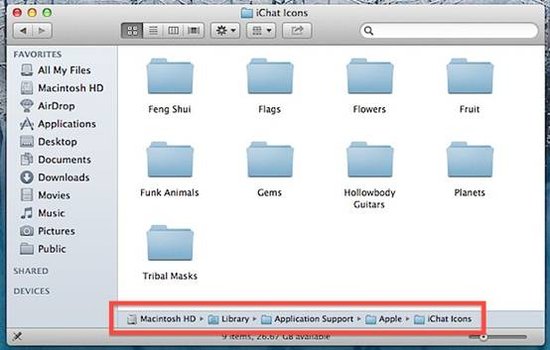 iChat Icons
FAVORITES
All My Files
Macintosh HD
AirDrop
Applications
Desktop
Documents
Downloads
Movies
Music
Pictures
Public
SHARED
DEVICES
Feng Shui
Flags
Flowers
Fruit
Funk Animals
Gems
Hollowbody
Guitars
Planets
Tribal Masks
Macintosh HD ▸ Library ▸ Application Support ▸ Apple ▸ iChat Icons
9 items, 26.67 GB available